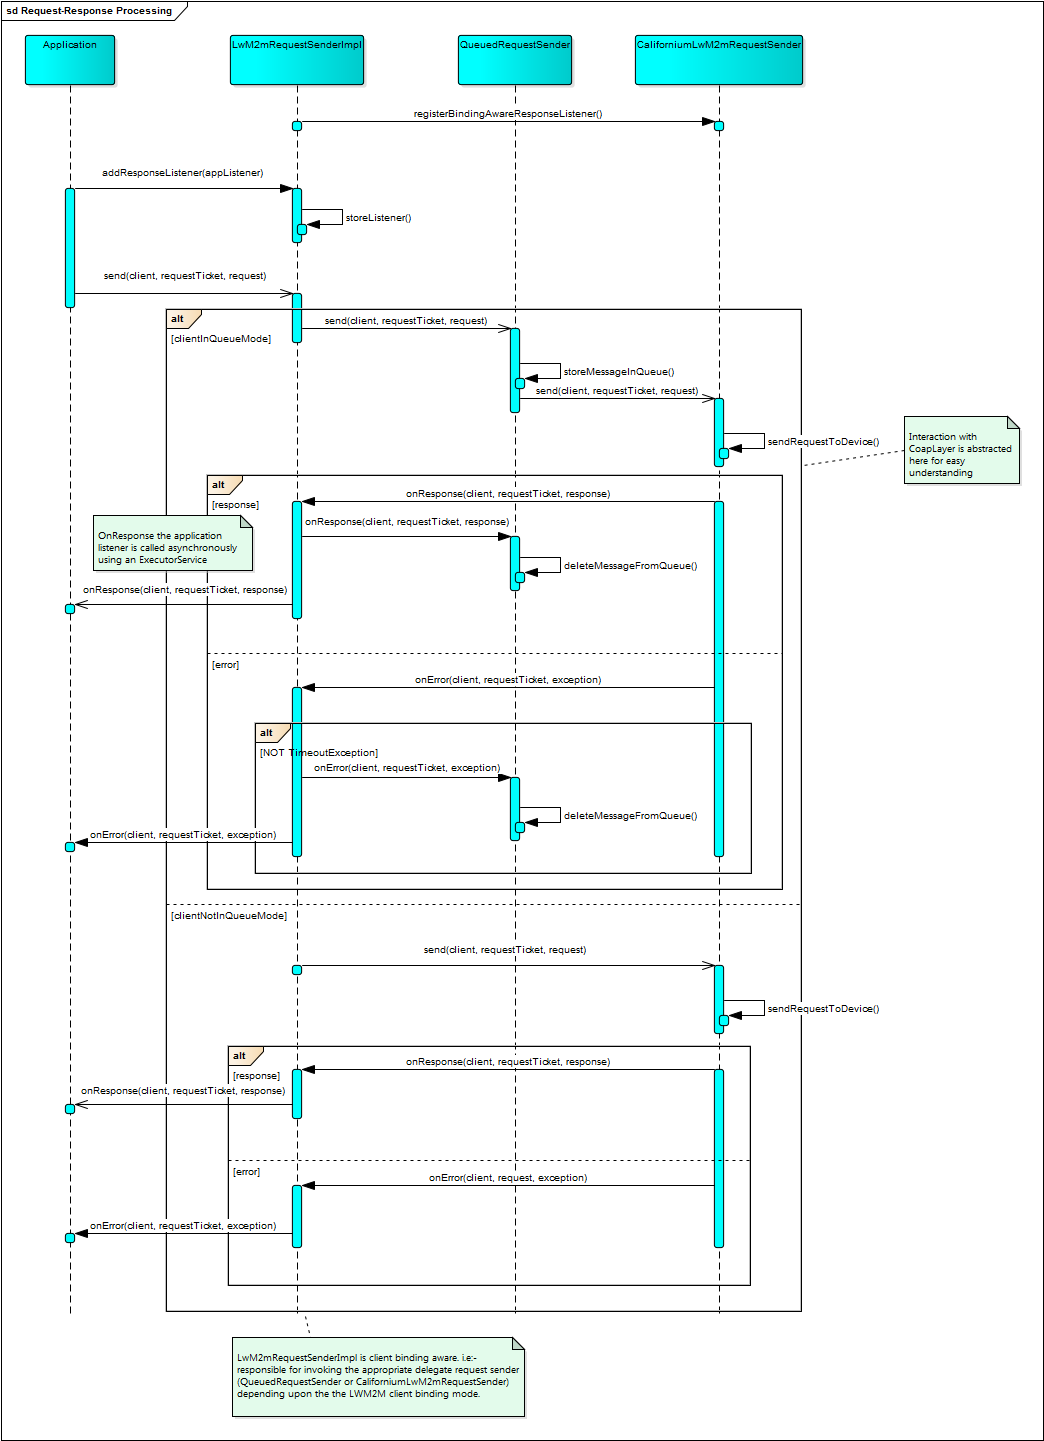 sd Request-Response Processing
Application
LwM2mRequestSenderImpl
QueuedRequestSender
CaliforniumLwM2mRequestSender
registerBindingAwareResponseListener()
addResponseListener(appListener)
storeListener()
send(client, requestTicket, request)
alt
[clientInQueueMode]
send(client, requestTicket, request)
storeMessageInQueue()
send(client, requestTicket, request)
sendRequestToDevice()
Interaction with
CoapLayer is abstracted
here for easy
understanding
alt
[response]
onResponse(client, requestTicket, response)
onResponse(client, requestTicket, response)
OnResponse the application
listener is called asynchronously
using an ExecutorService
deleteMessageFromQueue()
onResponse(client, requestTicket, response)
[error]
onError(client, requestTicket, exception)
alt
[NOT TimeoutException]
onError(client, requestTicket, exception)
deleteMessageFromQueue()
onError(client, requestTicket, exception)
[clientNotInQueueMode]
send(client, requestTicket, request)
sendRequestToDevice()
alt
[response]
onResponse(client, requestTicket, response)
onResponse(client, requestTicket, response)
[error]
onError(client, request, exception)
onError(client, requestTicket, exception)
LwM2mRequestSenderImpl is client binding aware. i.e:-
responsible for invoking the appropriate delegate request sender
(QueuedRequestSender or CaliforniumLwM2mRequestSender)
depending upon the the LWM2M client binding mode.